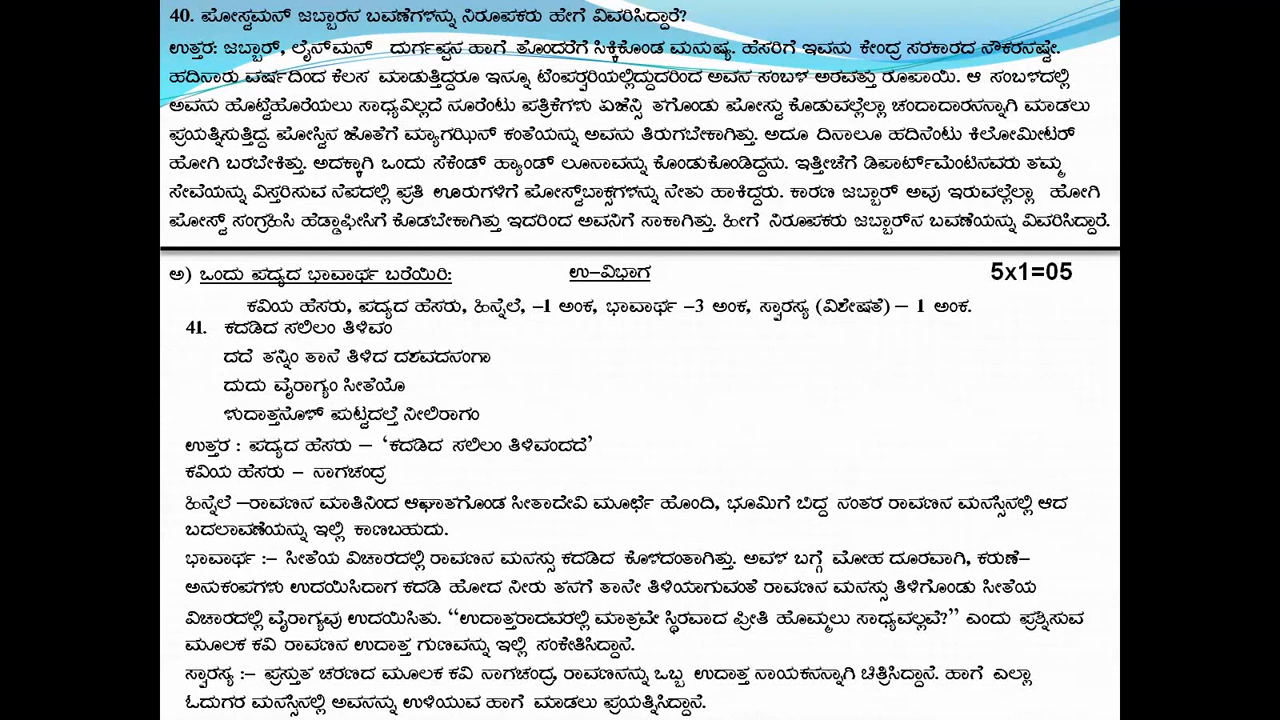 40. ಪೋಸ್ಟಮನ್ ಜಬ್ಬಾರನ ಬವಣೆಗಳನ್ನು ನಿರೂಪಕರು ಹೇಗೆ ವಿವರಿಸಿದ್ದಾರೆ?
ಉತ್ತರ: ಜಬ್ಬಾರ್, ಲೈನ್‌ಮನ್ ದುರ್ಗಪ್ಪನ ಹಾಗೆ ತೊಂದರೆಗೆ ಸಿಕ್ಕಿಕೊಂಡ ಮನುಷ್ಯ. ಹೆಸರಿಗೆ ಇವನು ಕೇಂದ್ರ ಸರಕಾರದ ನೌಕರನಷ್ಟೇ.
ಹದಿನಾರು ವರ್ಷದಿಂದ ಕೆಲಸ ಮಾಡುತ್ತಿದ್ದರೂ ಇನ್ನೂ ಟೆಂಪರ್‍ವರಿಯಲ್ಲಿದ್ದುದರಿಂದ ಅವನ ಸಂಬಳ ಅರವತ್ತು ರೂಪಾಯಿ. ಆ ಸಂಬಳದಲ್ಲಿ
ಅವನು ಹೊಟ್ಟೆಹೊರೆಯಲು ಸಾಧ್ಯವಿಲ್ಲದೆ ನೂರೆಂಟು ಪತ್ರಿಕೆಗಳು ಏಜೆನ್ಸಿ ತಗೊಂಡು ಪೋಸ್ಟು ಕೊಡುವಲ್ಲೆಲ್ಲಾ ಚಂದಾದಾರನನ್ನಾಗಿ ಮಾಡಲು
ಪ್ರಯತ್ನಿಸುತ್ತಿದ್ದ. ಪೋಸ್ಟಿನ ಜೊತೆಗೆ ಮ್ಯಾಗಝಿನ್ ಕಂತೆಯನ್ನು ಅವನು ತಿರುಗಬೇಕಾಗಿತ್ತು. ಅದೂ ದಿನಾಲೂ ಹದಿನೆಂಟು ಕಿಲೋಮೀಟರ್
ಹೋಗಿ ಬರಬೇಕಿತ್ತು. ಅದಕ್ಕಾಗಿ ಒಂದು ಸೆಕೆಂಡ್ ಹ್ಯಾಂಡ್ ಲೂನಾವನ್ನು ಕೊಂಡುಕೊಂಡಿದ್ದನು. ಇತ್ತೀಚೆಗೆ ಡಿಪಾರ್ಟ್‌ಮೆಂಟಿನವರು ತಮ್ಮ
ಸೇವೆಯನ್ನು ವಿಸ್ತರಿಸುವ ನೆಪದಲ್ಲಿ ಪ್ರತಿ ಊರುಗಳಿಗೆ ಪೋಸ್ಟ್‌ಬಾಕ್ಸಗಳನ್ನು ನೇತು ಹಾಕಿದ್ದರು. ಕಾರಣ ಜಬ್ಬಾರ್ ಅವು ಇರುವಲ್ಲೆಲ್ಲಾ ಹೋಗಿ
ಪೋಸ್ಟ್ ಸಂಗ್ರಹಿಸಿ ಹೆಡ್ಡಾಫೀಸಿಗೆ ಕೊಡಬೇಕಾಗಿತ್ತು ಇದರಿಂದ ಅವನಿಗೆ ಸಾಕಾಗಿತ್ತು. ಹೀಗೆ ನಿರೂಪಕರು ಜಬ್ಬಾರ್‌ನ ಬವಣೆಯನ್ನು ವಿವರಿಸಿದ್ದಾರೆ.
ಅ) ಒಂದು ಪದ್ಯದ ಭಾವಾರ್ಥ ಬರೆಯಿರಿ: ಉ–ವಿಭಾಗ 5x1=05
ಕವಿಯ ಹೆಸರು, ಪದ್ಯದ ಹೆಸರು, ಹಿನ್ನೆಲೆ, –1 ಅಂಕ, ಭಾವಾರ್ಥ –3 ಅಂಕ, ಸ್ವಾರಸ್ಯ (ವಿಶೇಷತೆ) – 1 ಅಂಕ.
41. ಕದಡಿದ ಸಲಿಲಂ ತಿಳಿವಂ
ದದೆ ತನ್ನಿಂ ತಾನೆ ತಿಳಿದ ದಶವದನಂಗಾ
ದುದು ವೈರಾಗ್ಯಂ ಸೀತೆಯೊ
ಳುದಾತ್ತನೊಳ್ ಪುಟ್ಟದಲ್ತೆ ನೀಲಿರಾಗಂ
ಉತ್ತರ : ಪದ್ಯದ ಹೆಸರು – ‘ಕದಡಿದ ಸಲಿಲಂ ತಿಳಿವಂದದೆ’
ಕವಿಯ ಹೆಸರು – ನಾಗಚಂದ್ರ
ಹಿನ್ನೆಲೆ –ರಾವಣನ ಮಾತಿನಿಂದ ಆಘಾತಗೊಂಡ ಸೀತಾದೇವಿ ಮೂರ್ಛೆ ಹೊಂದಿ, ಭೂಮಿಗೆ ಬಿದ್ದ ನಂತರ ರಾವಣನ ಮನಸ್ಸಿನಲ್ಲಿ ಆದ
ಬದಲಾವಣೆಯನ್ನು ಇಲ್ಲಿ ಕಾಣಬಹುದು.
ಭಾವಾರ್ಥ :– ಸೀತೆಯ ವಿಚಾರದಲ್ಲಿ ರಾವಣನ ಮನಸ್ಸು ಕದಡಿದ ಕೊಳದಂತಾಗಿತ್ತು. ಅವಳ ಬಗ್ಗೆ ಮೋಹ ದೂರವಾಗಿ, ಕರುಣೆ–
ಅನುಕಂಪಗಳು ಉದಯಿಸಿದಾಗ ಕದಡಿ ಹೋದ ನೀರು ತನಗೆ ತಾನೇ ತಿಳಿಯಾಗುವಂತೆ ರಾವಣನ ಮನಸ್ಸು ತಿಳಿಗೊಂಡು ಸೀತೆಯ
ವಿಚಾರದಲ್ಲಿ ವೈರಾಗ್ಯವು ಉದಯಿಸಿತು. “ಉದಾತ್ತರಾದವರಲ್ಲಿ ಮಾತ್ರವೇ ಸ್ಥಿರವಾದ ಪ್ರೀತಿ ಹೊಮ್ಮಲು ಸಾಧ್ಯವಲ್ಲವೆ?” ಎಂದು ಪ್ರಶ್ನಿಸುವ
ಮೂಲಕ ಕವಿ ರಾವಣನ ಉದಾತ್ತ ಗುಣವನ್ನು ಇಲ್ಲಿ ಸಂಕೇತಿಸಿದ್ದಾನೆ.
ಸ್ವಾರಸ್ಯ :– ಪ್ರಸ್ತುತ ಚರಣದ ಮೂಲಕ ಕವಿ ನಾಗಚಂದ್ರ, ರಾವಣನನ್ನು ಒಬ್ಬ ಉದಾತ್ತ ನಾಯಕನನ್ನಾಗಿ ಚಿತ್ರಿಸಿದ್ದಾನೆ. ಹಾಗೆ ಎಲ್ಲಾ
ಓದುಗರ ಮನಸ್ಸಿನಲ್ಲಿ ಅವನನ್ನು ಉಳಿಯುವ ಹಾಗೆ ಮಾಡಲು ಪ್ರಯತ್ನಿಸಿದ್ದಾನೆ.